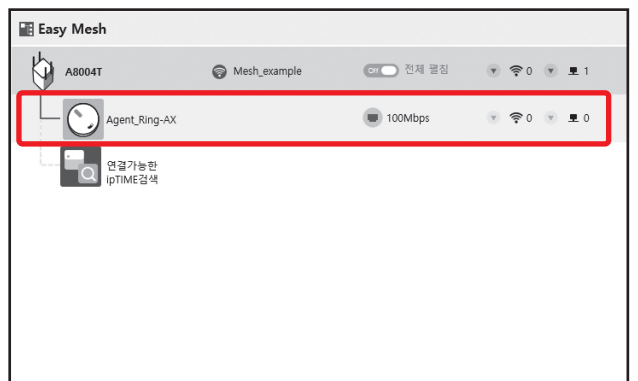 Easy Mesh
A8004T Mesh_example Off 전체 펼침 0 1
Agent_Ring-AX 100Mbps 0 0
연결가능한
ipTIME검색